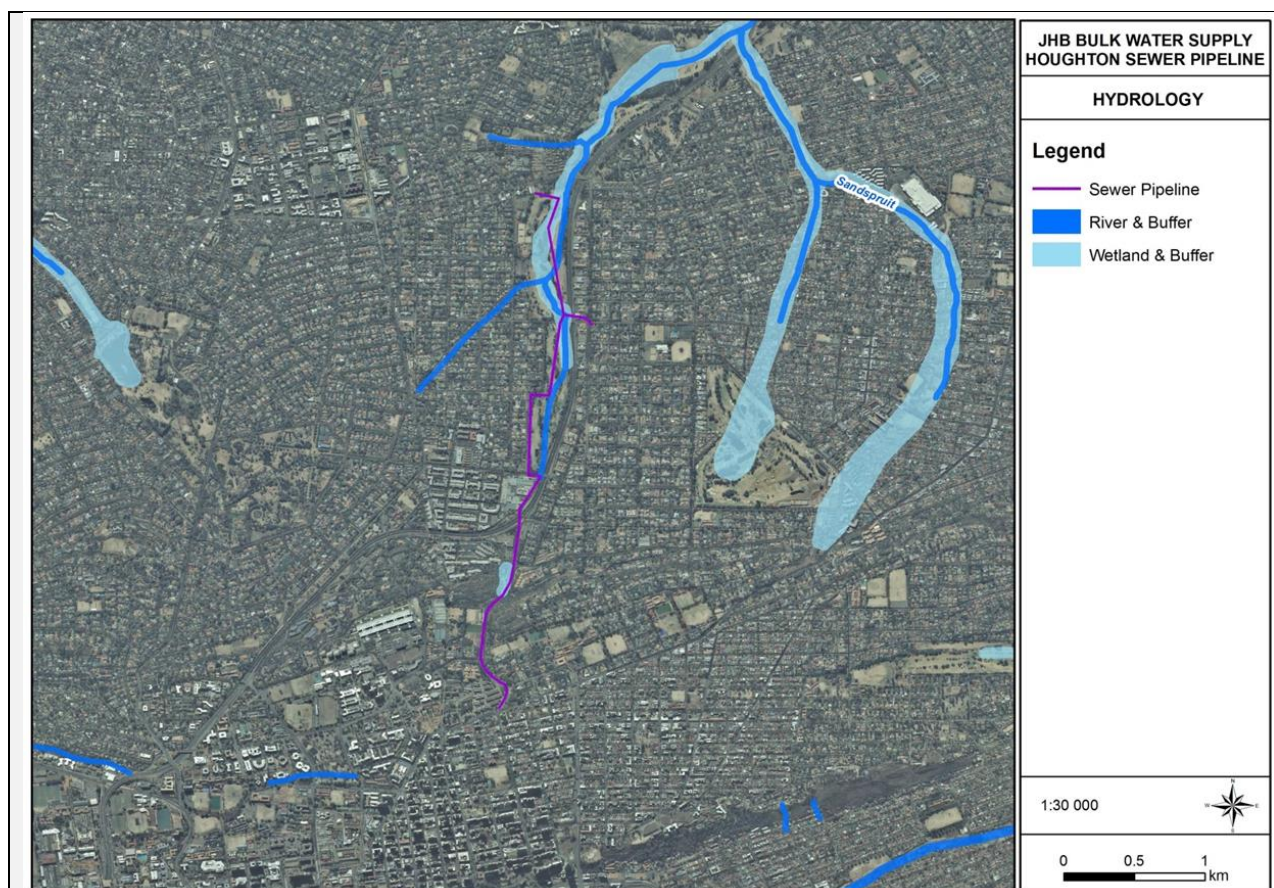 JHB BULK WATER SUPPLY
HOUGHTON SEWER PIPELINE
HYDROLOGY
Legend
Sewer Pipeline
River & Buffer
Wetland & Buffer
Sandspruit
1:30 000
N
W E
S
0 0.5 1
km